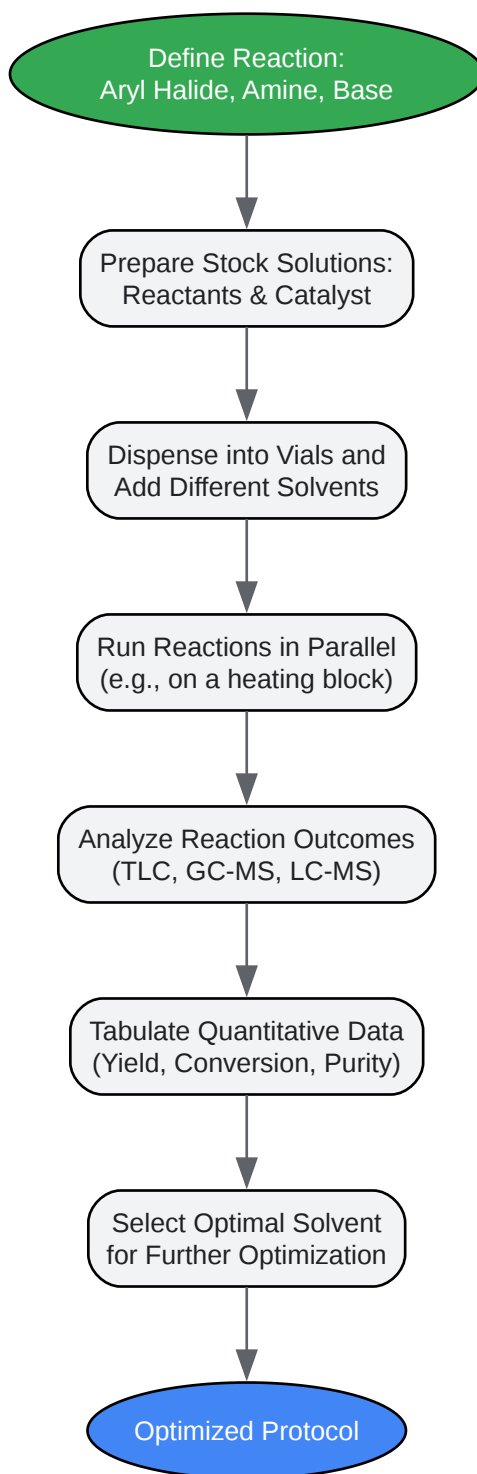 Define Reaction:
Aryl Halide, Amine, Base
Prepare Stock Solutions:
Reactants & Catalyst
Dispense into Vials and
Add Different Solvents
Run Reactions in Parallel
(e.g., on a heating block)
Analyze Reaction Outcomes
(TLC, GC-MS, LC-MS)
Tabulate Quantitative Data
(Yield, Conversion, Purity)
Select Optimal Solvent
for Further Optimization
Optimized Protocol